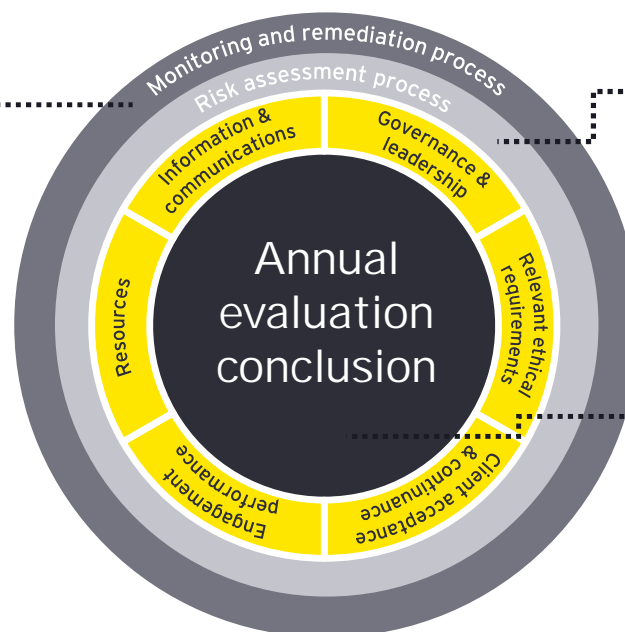 Monitoring and remediation process
Risk assessment process
Information &
communications
Governance &
leadership
Relevant ethical
requirements
Client acceptance
& continuance
Engagement
performance
Resources
Annual
evaluation
conclusion